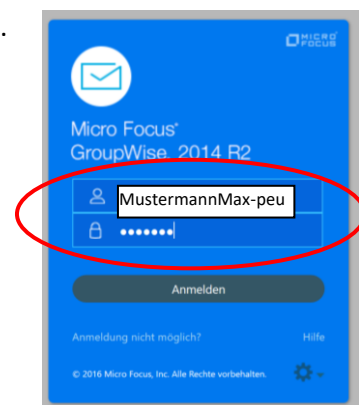 .
MICRO
FOCUS
Micro Focus®
GroupWise 2014 R2
MustermannMax-peu
•••••••
Anmelden
Anmeldung nicht möglich?
Hilfe
© 2016 Micro Focus, Inc. Alle Rechte vorbehalten.